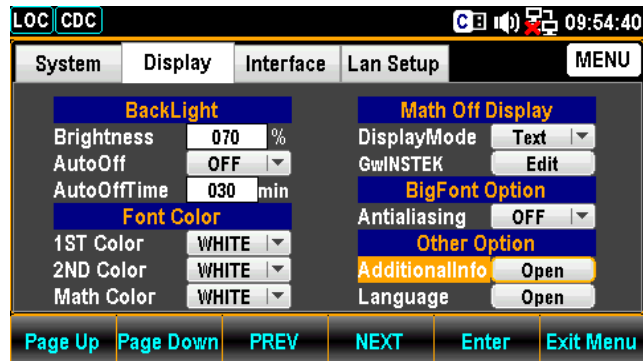 LOC CDC C 09:54:40
System Display Interface Lan Setup MENU
BackLight
Brightness 070 %
AutoOff OFF
AutoOffTime 030 min
Font Color
1ST Color WHITE
2ND Color WHITE
Math Color WHITE
Math Off Display
DisplayMode Text
GwINSTEK Edit
BigFont Option
Antialiasing OFF
Other Option
AdditionalInfo Open
Language Open
Page Up Page Down PREV NEXT Enter Exit Menu